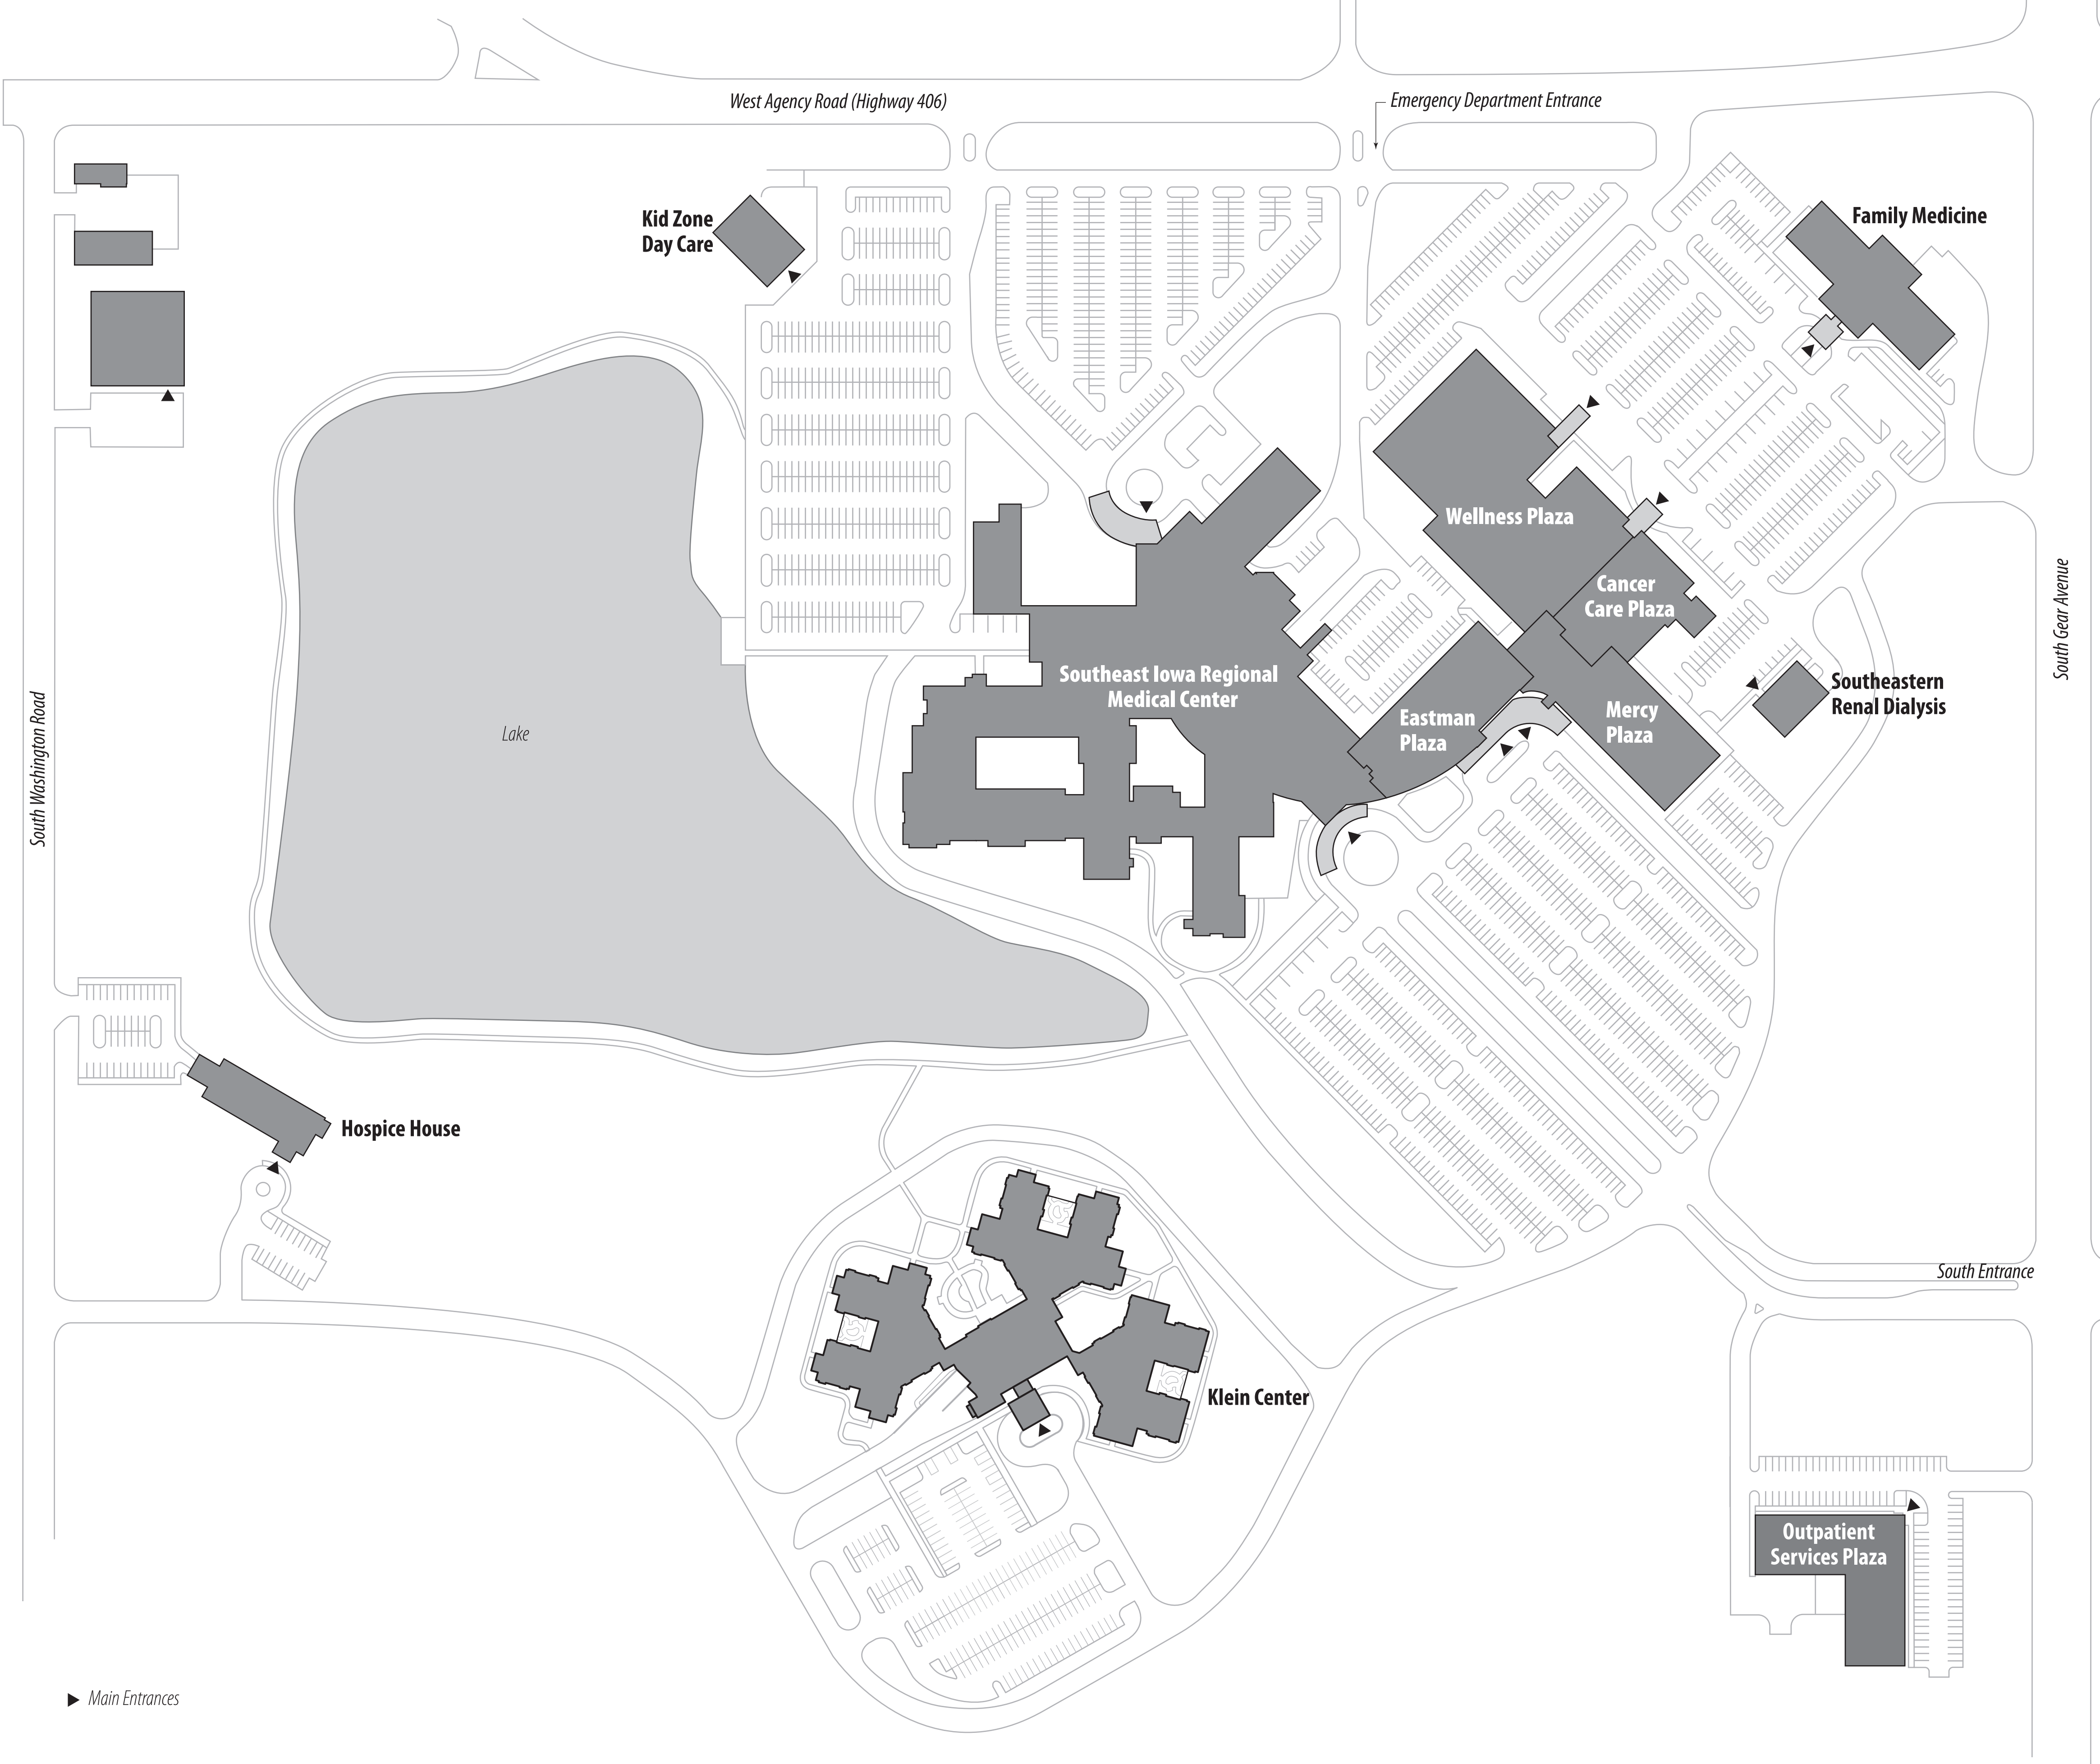 West Agency Road (Highway 406)
Emergency Department Entrance
Kid Zone
Day Care
Family Medicine
Wellness Plaza
Cancer
Care Plaza
South Gear Avenue
Southeast Iowa Regional
Medical Center
Eastman
Plaza
Mercy
Plaza
Southeastern
Renal Dialysis
South Washington Road
Lake
Hospice House
South Entrance
Klein Center
Outpatient
Services Plaza
Main Entrances